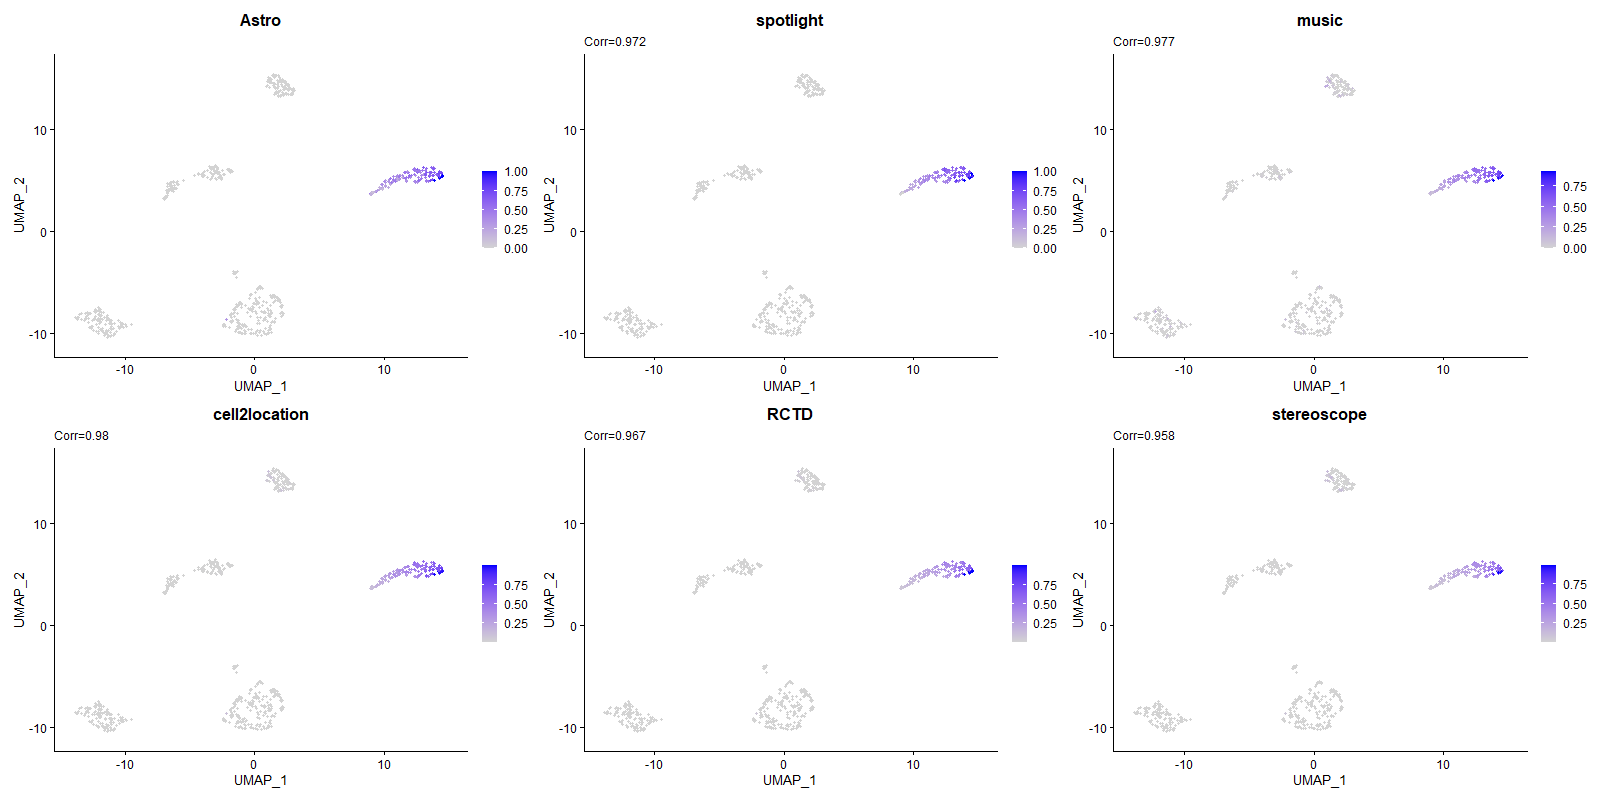 Astro
10
0
-10
UMAP_2
-10
0
10
UMAP_1
1.00
0.75
0.50
0.25
0.00
spotlight
Corr=0.972
10
0
-10
UMAP_2
-10
0
10
UMAP_1
1.00
0.75
0.50
0.25
0.00
music
Corr=0.977
10
0
-10
UMAP_2
-10
0
10
UMAP_1
0.75
0.50
0.25
0.00
cell2location
Corr=0.98
10
0
-10
UMAP_2
-10
0
10
UMAP_1
0.75
0.50
0.25
RCTD
Corr=0.967
10
0
-10
UMAP_2
-10
0
10
UMAP_1
0.75
0.50
0.25
stereoscope
Corr=0.958
10
0
-10
UMAP_2
-10
0
10
UMAP_1
0.75
0.50
0.25